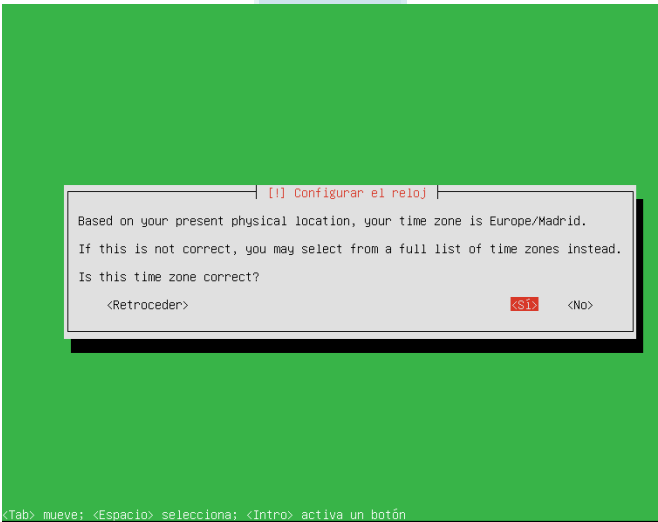 [!] Configurar el reloj
Based on your present physical location, your time zone is Europe/Madrid.
If this is not correct, you may select from a full list of time zones instead.
Is this time zone correct?
<Retroceder> <Sí> <No>
<Tab> mueve; <Espacio> selecciona; <Intro> activa un botón